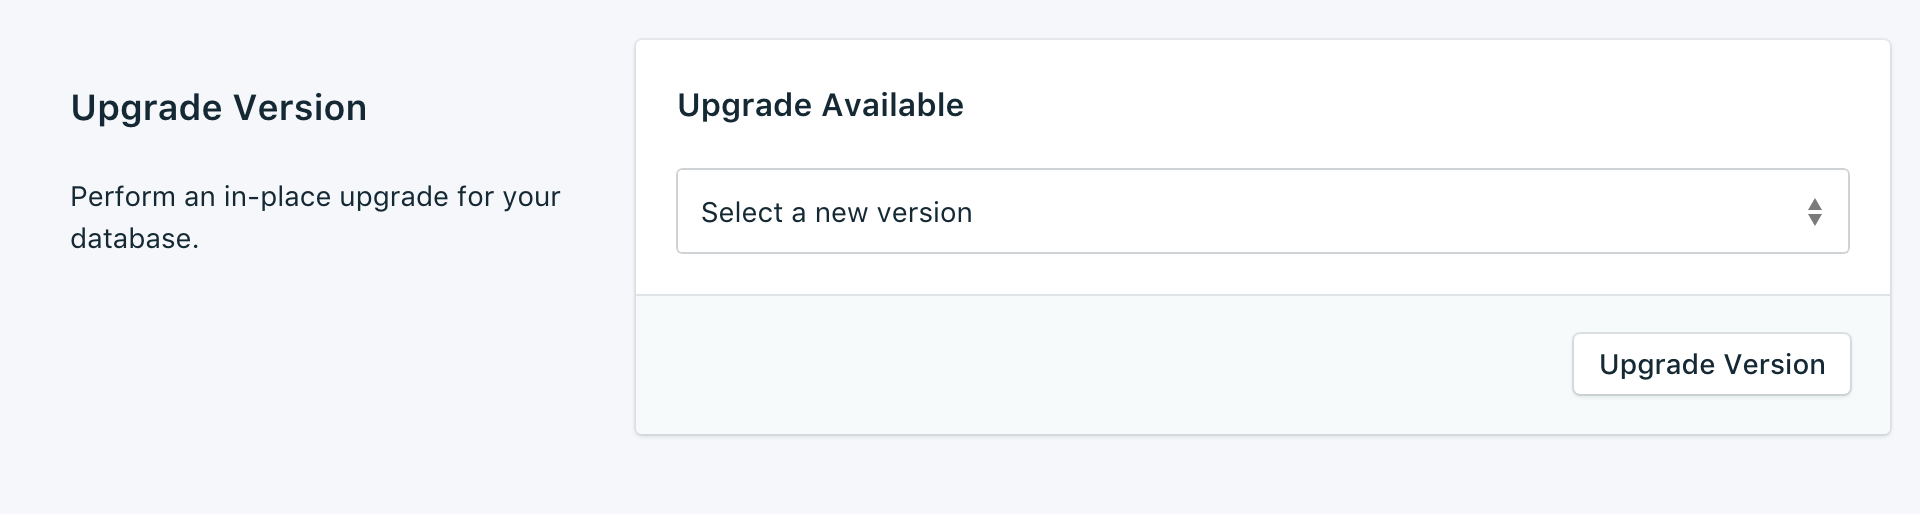 Upgrade Version
Perform an in-place upgrade for your
database.
Upgrade Available
Select a new version
Upgrade Version